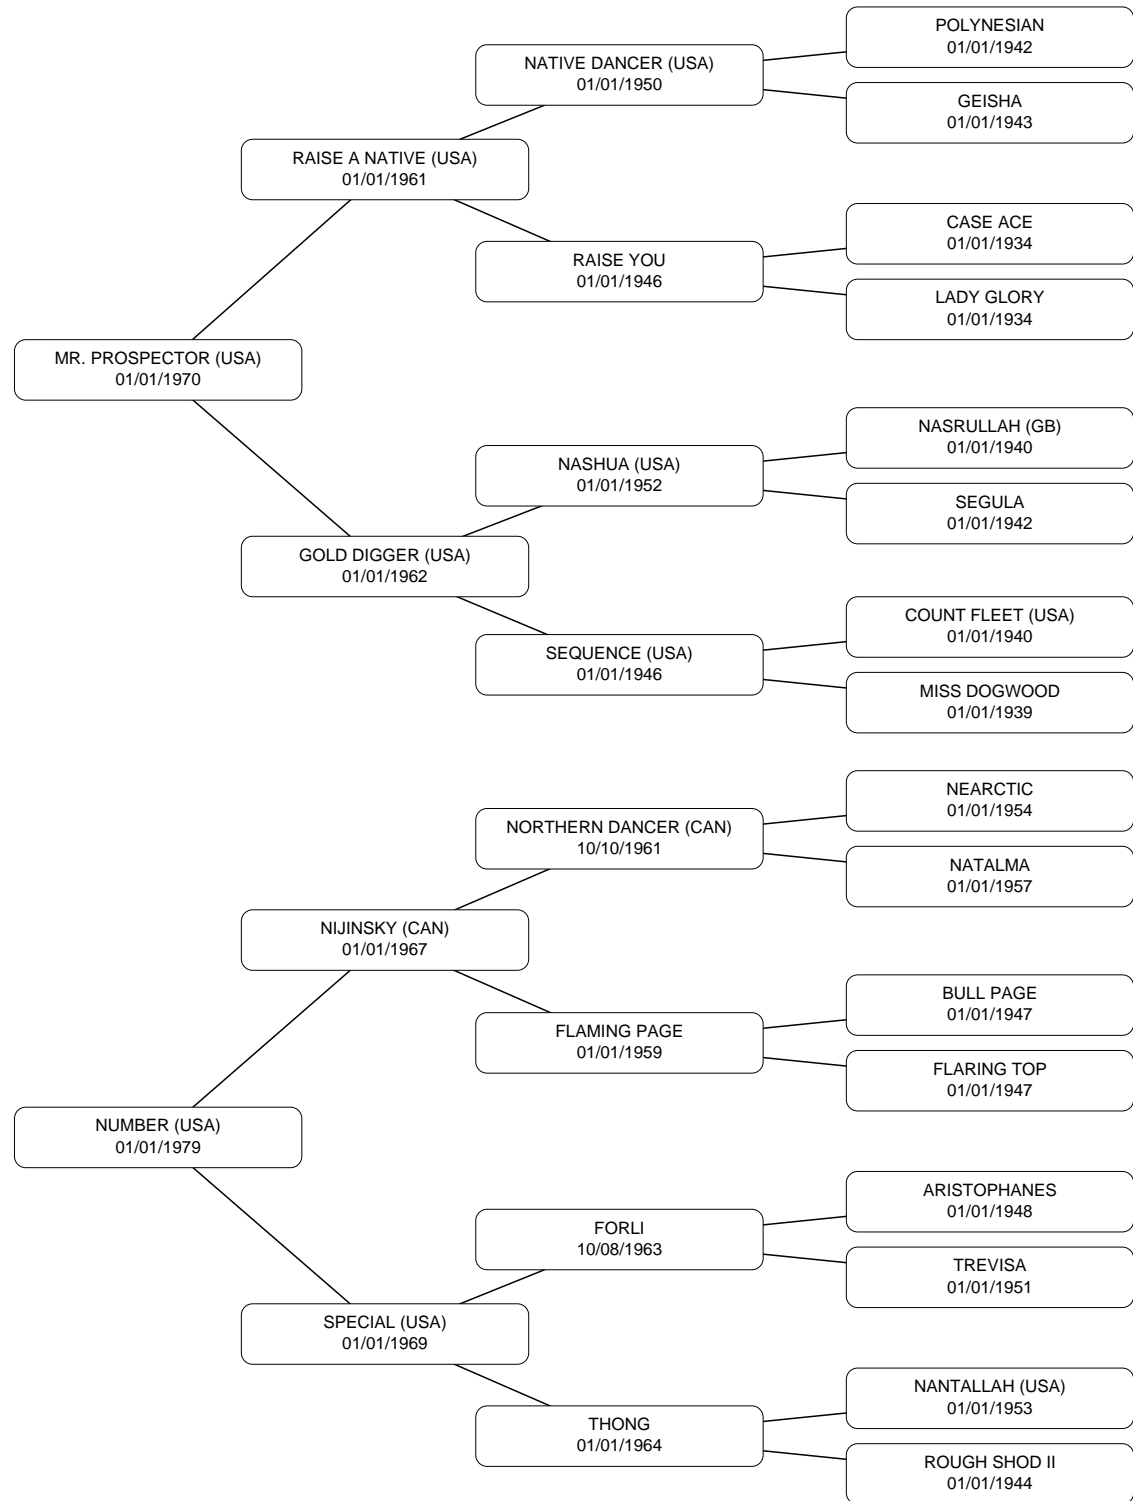 POLYNESIAN
01/01/1942
NATIVE DANCER (USA)
01/01/1950
GEISHA
01/01/1943
RAISE A NATIVE (USA)
01/01/1961
CASE ACE
01/01/1934
RAISE YOU
01/01/1946
LADY GLORY
01/01/1934
MR. PROSPECTOR (USA)
01/01/1970
NASRULLAH (GB)
01/01/1940
NASHUA (USA)
01/01/1952
SEGULA
01/01/1942
GOLD DIGGER (USA)
01/01/1962
COUNT FLEET (USA)
01/01/1940
SEQUENCE (USA)
01/01/1946
MISS DOGWOOD
01/01/1939
NEARCTIC
01/01/1954
NORTHERN DANCER (CAN)
10/10/1961
NATALMA
01/01/1957
NIJINSKY (CAN)
01/01/1967
BULL PAGE
01/01/1947
FLAMING PAGE
01/01/1959
FLARING TOP
01/01/1947
NUMBER (USA)
01/01/1979
ARISTOPHANES
01/01/1948
FORLI
10/08/1963
TREVISA
01/01/1951
SPECIAL (USA)
01/01/1969
NANTALLAH (USA)
01/01/1953
THONG
01/01/1964
ROUGH SHOD II
01/01/1944